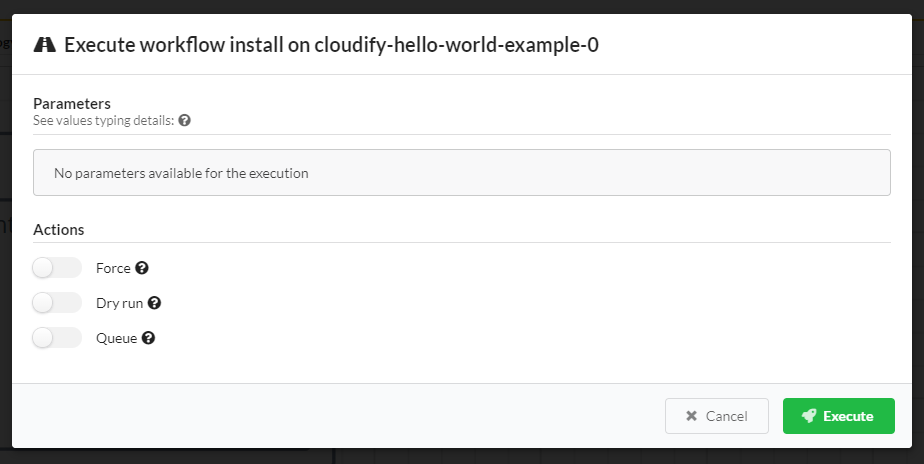 Execute workflow install on cloudify-hello-world-example-0
Parameters
See values typing details:
No parameters available for the execution
Actions
Force
Dry run
Queue
Cancel
Execute